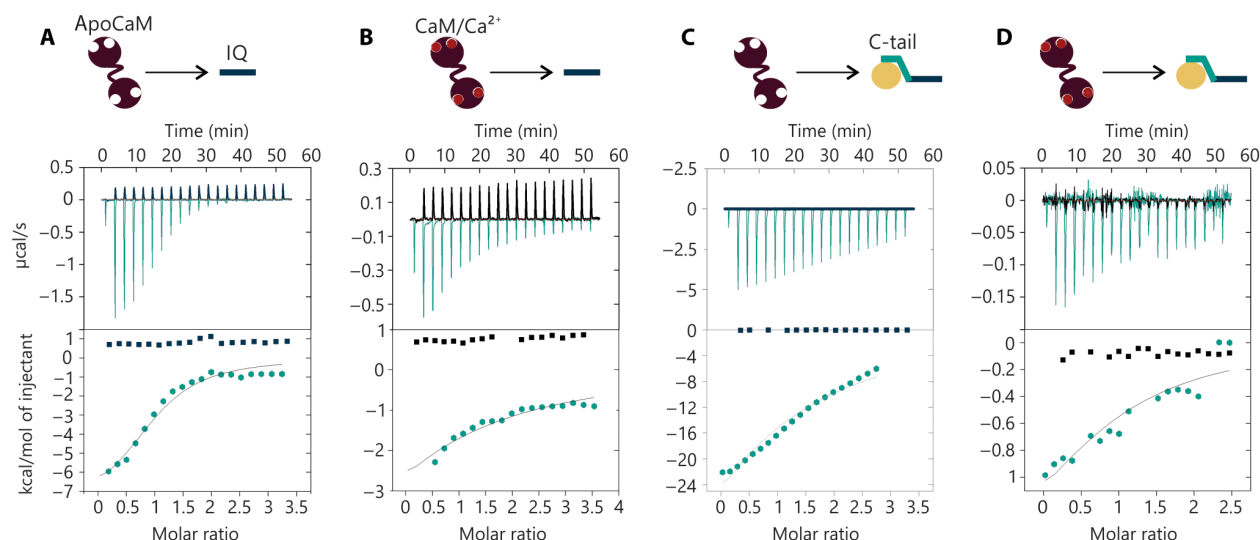 A ApoCaM IQ
B CaM/Ca²⁺
C C-tail
D
Time (min) Time (min) Time (min) Time (min)
0 10 20 30 40 50 60
0 10 20 30 40 50 60
0 10 20 30 40 50 60
0 10 20 30 40 50 60
µcal/s
0.5
0
−0.5
−1
−1.5
0.3
0.1
−0.1
−0.3
−0.5
−2.5
0
−2.5
−5
0.05
0
−0.05
−0.1
−0.15
kcal/mol of injectant
1
0
−1
−2
−3
−4
−5
−6
−7
1
0
−1
−2
−3
0
−4
−8
−12
−16
−20
−24
0
−0.2
−0.4
−0.6
−0.8
1
0 0.5 1 1.5 2 2.5 3 3.5
0 0.5 1 1.5 2 2.5 3 3.5 4
0 0.5 1 1.5 2 2.5 3 3.5
0 0.5 1 1.5 2 2.5
Molar ratio Molar ratio Molar ratio Molar ratio